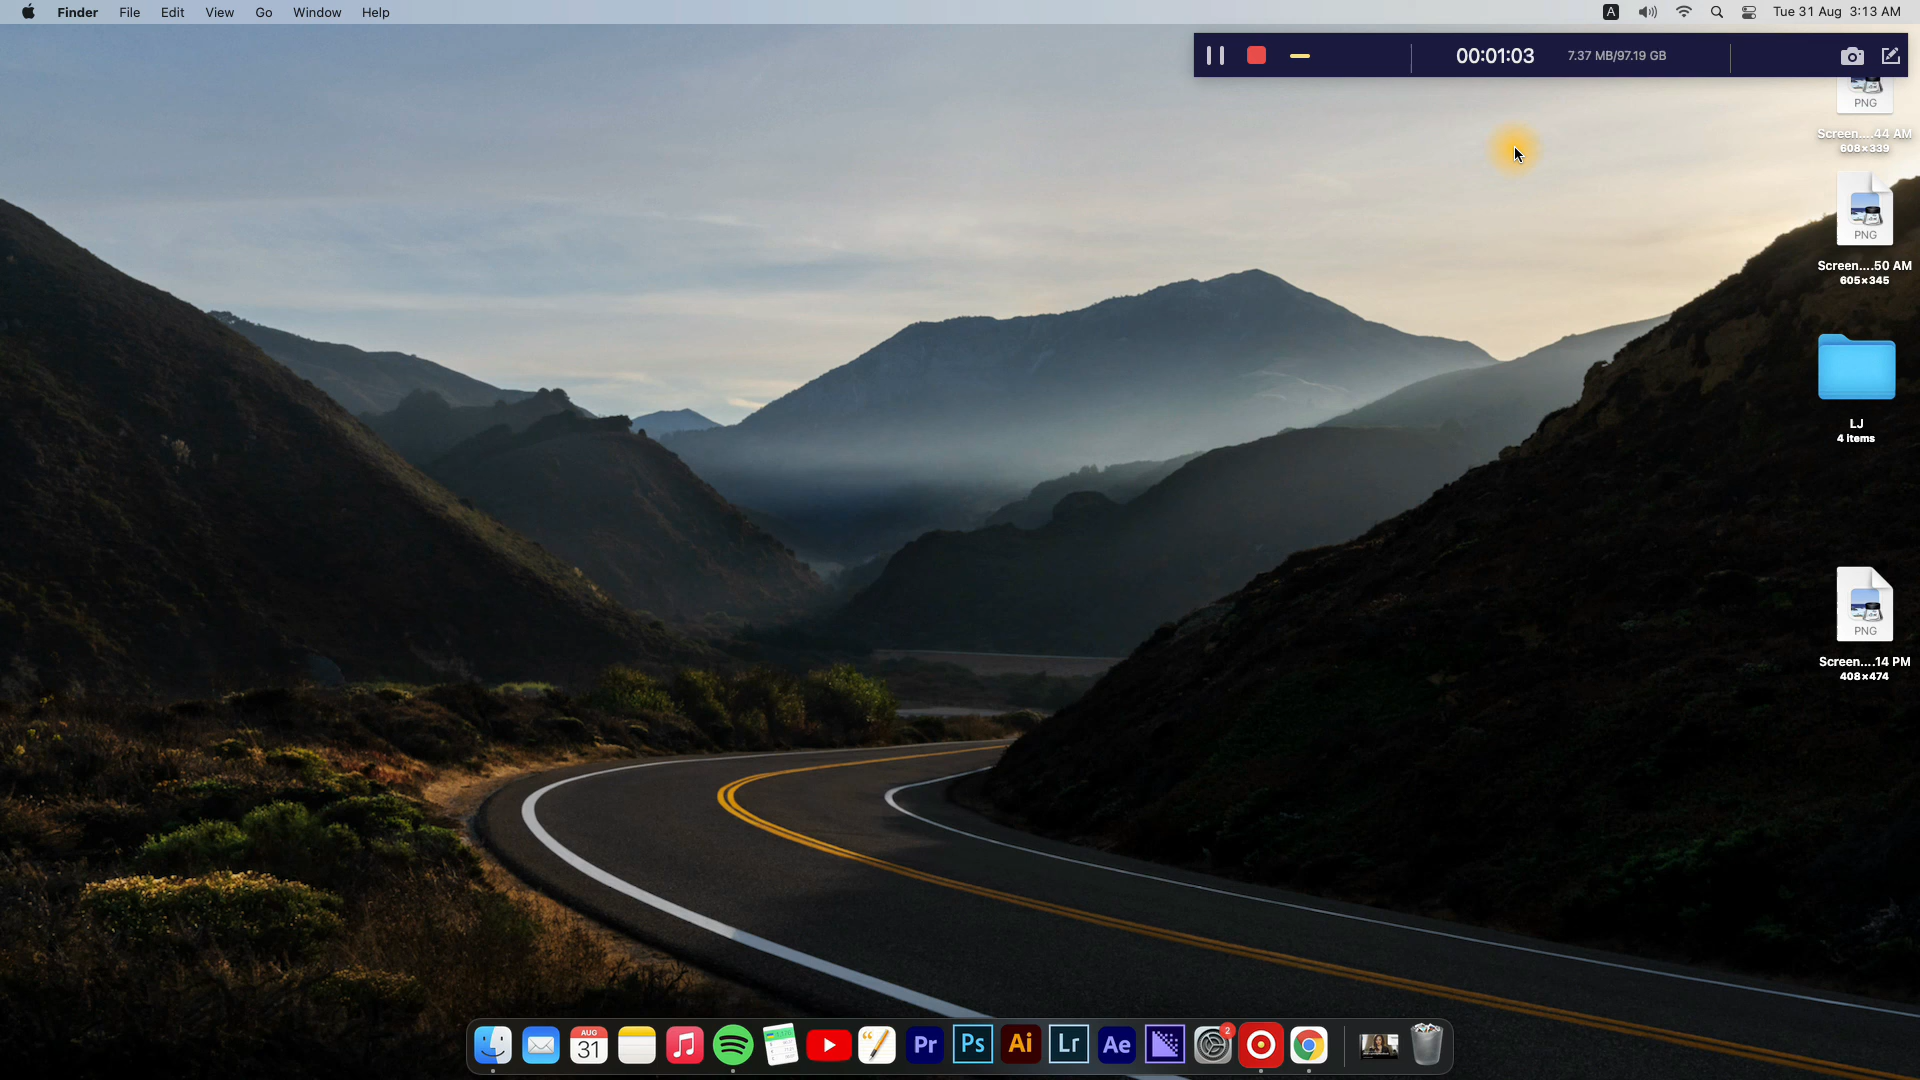 Finder File Edit View Go Window Help
A Tue 31 Aug 3:13 AM
00:01:03 7.37 MB/97.19 GB
PNG
Screen....44 AM
608×339
PNG
Screen....50 AM
605×345
LJ
4 items
PNG
Screen....14 PM
408×474
AUG
31
Pr Ps Ai Lr Ae
2